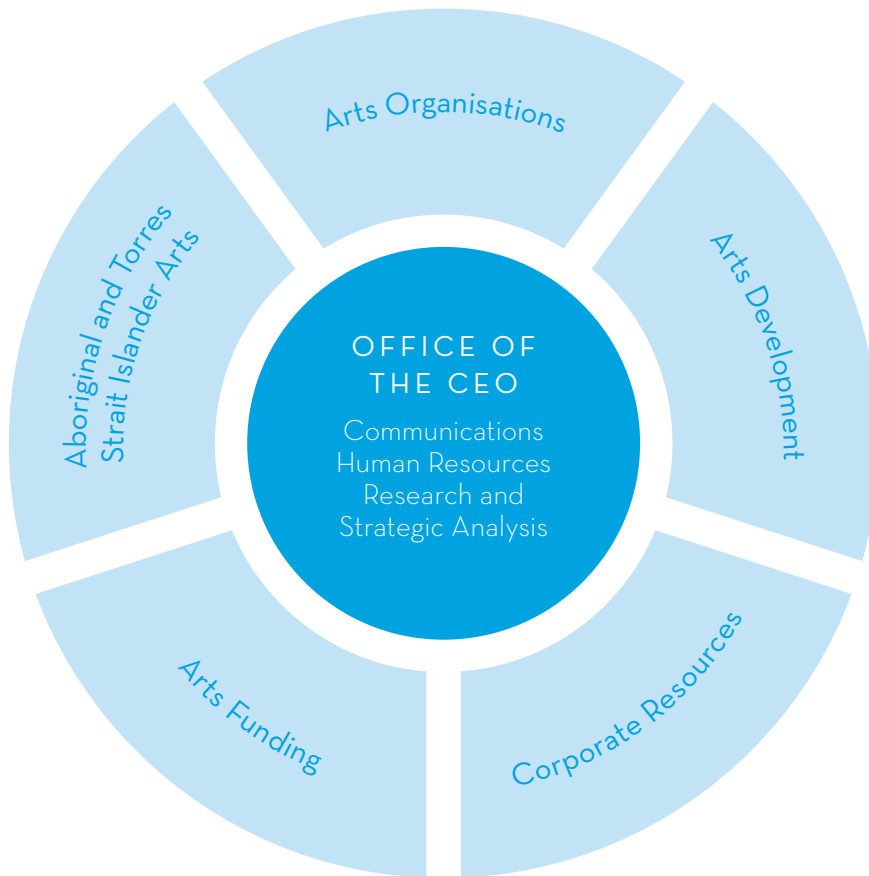 Arts Organisations
Aboriginal and Torres
Strait Islander Arts
Arts Development
OFFICE OF
THE CEO
Communications
Human Resources
Research and
Strategic Analysis
Arts Funding
Corporate Resources